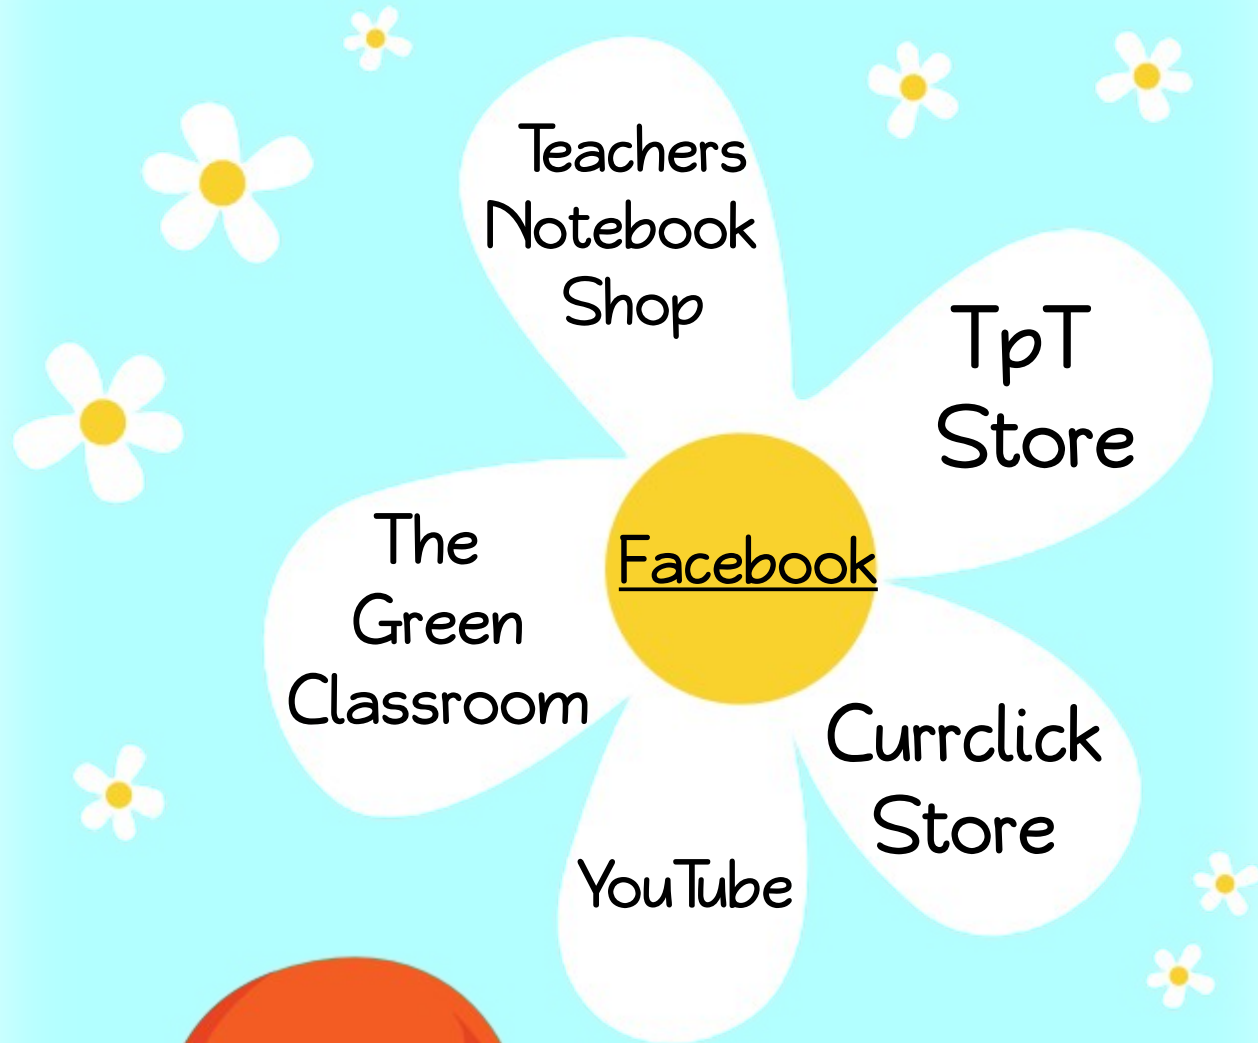 Teachers
Notebook
Shop
TpT
Store
The
Green
Classroom
Facebook
Currclick
Store
YouTube